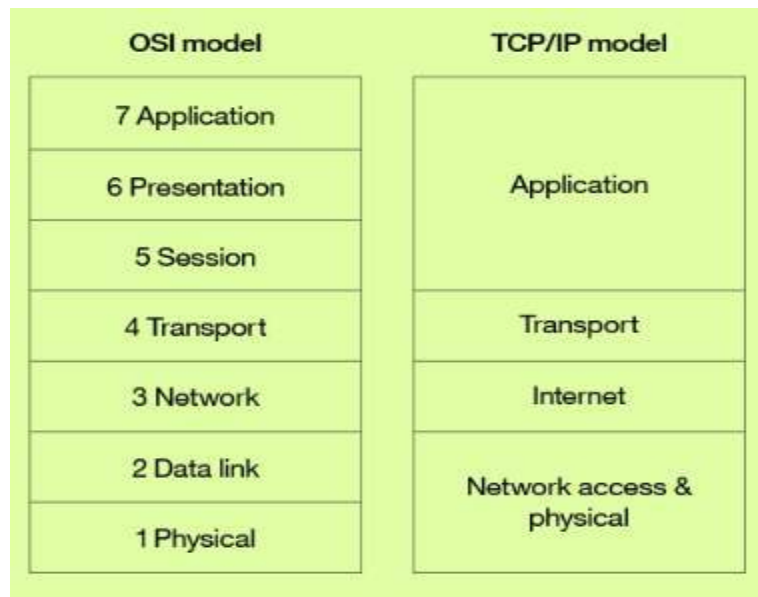 OSI model
7 Application
6 Presentation
5 Session
4 Transport
3 Network
2 Data link
1 Physical
TCP/IP model
Application
Transport
Internet
Network access &
physical